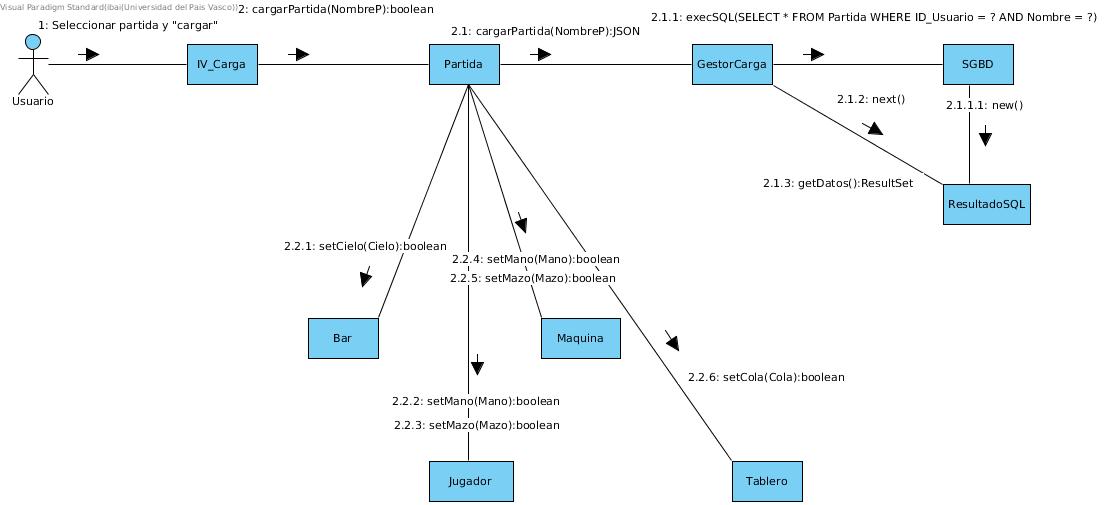 Visual Paradigm Standard(ibai(Universidad del Pais Vasco))
2: cargarPartida(NombreP):boolean
2.1.1: execSQL(SELECT * FROM Partida WHERE ID_Usuario = ? AND Nombre = ?)
1: Seleccionar partida y "cargar"
2.1: cargarPartida(NombreP):JSON
IV_Carga
Partida
GestorCarga
SGBD
Usuario
2.1.2: next()
2.1.1.1: new()
2.1.3: getDatos():ResultSet
ResultadoSQL
2.2.1: setCielo(Cielo):boolean
2.2.4: setMano(Mano):boolean
2.2.5: setMazo(Mazo):boolean
Bar
Maquina
2.2.6: setCola(Cola):boolean
2.2.2: setMano(Mano):boolean
2.2.3: setMazo(Mazo):boolean
Jugador
Tablero